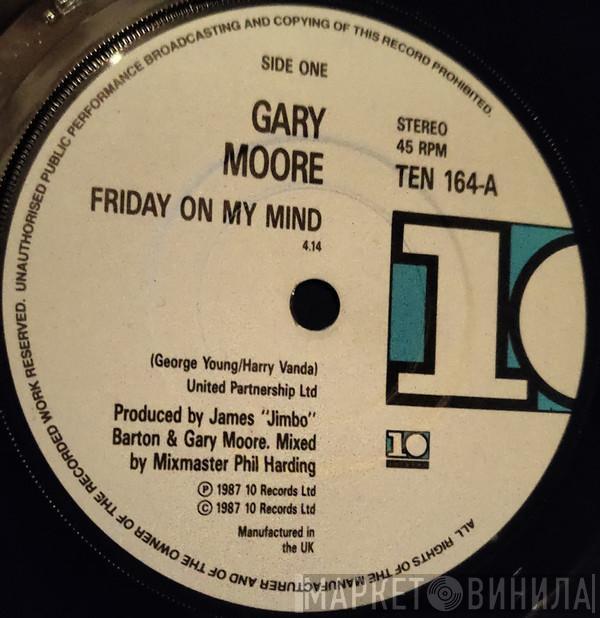 ALL RIGHTS OF THE MANUFACTURER AND OF THE OWNER OF THE RECORDED WORK RESERVED. UNAUTHORISED PUBLIC PERFORMANCE BROADCASTING AND COPYING OF THIS RECORD PROHIBITED.
SIDE ONE
GARY
MOORE
FRIDAY ON MY MIND
4.14
STEREO
45 RPM
TEN 164-A
10
(George Young/Harry Vanda)
United Partnership Ltd
Produced by James "Jimbo"
Barton & Gary Moore. Mixed
by Mixmaster Phil Harding
℗ 1987 10 Records Ltd
© 1987 10 Records Ltd
Manufactured in
the UK
10
МАРКЕТ ВИНИЛА